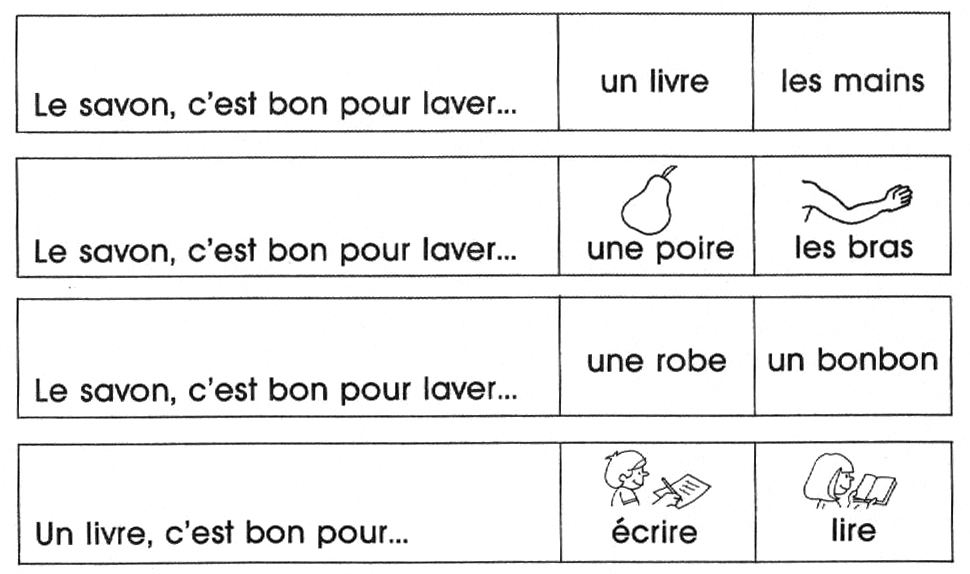 Le savon, c'est bon pour laver... un livre les mains
Le savon, c'est bon pour laver... une poire les bras
Le savon, c'est bon pour laver... une robe un bonbon
Un livre, c'est bon pour... écrire lire